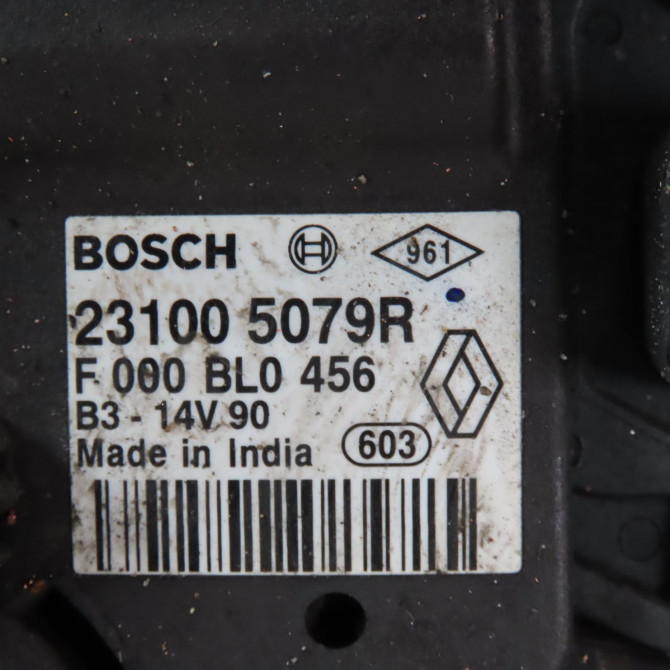 BOSCH 961
23100 5079R
F 000 BL0 456
B3 - 14V 90
Made in India 603